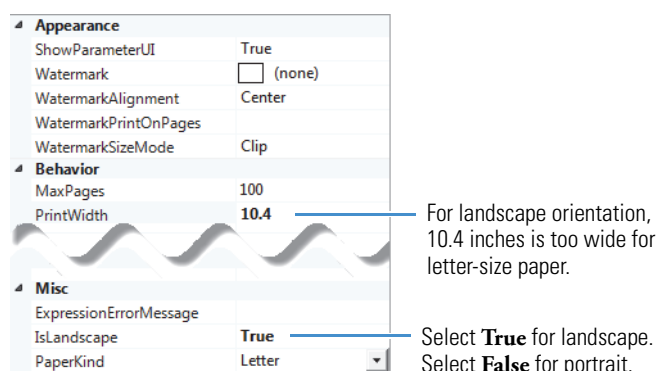 Appearance
ShowParameterUI True
Watermark (none)
WatermarkAlignment Center
WatermarkPrintOnPages
WatermarkSizeMode Clip
Behavior
MaxPages 100
PrintWidth 10.4
For landscape orientation,
10.4 inches is too wide for
letter-size paper.
Misc
ExpressionErrorMessage
IsLandscape True
Select True for landscape.
PaperKind Letter
Select False for portrait.